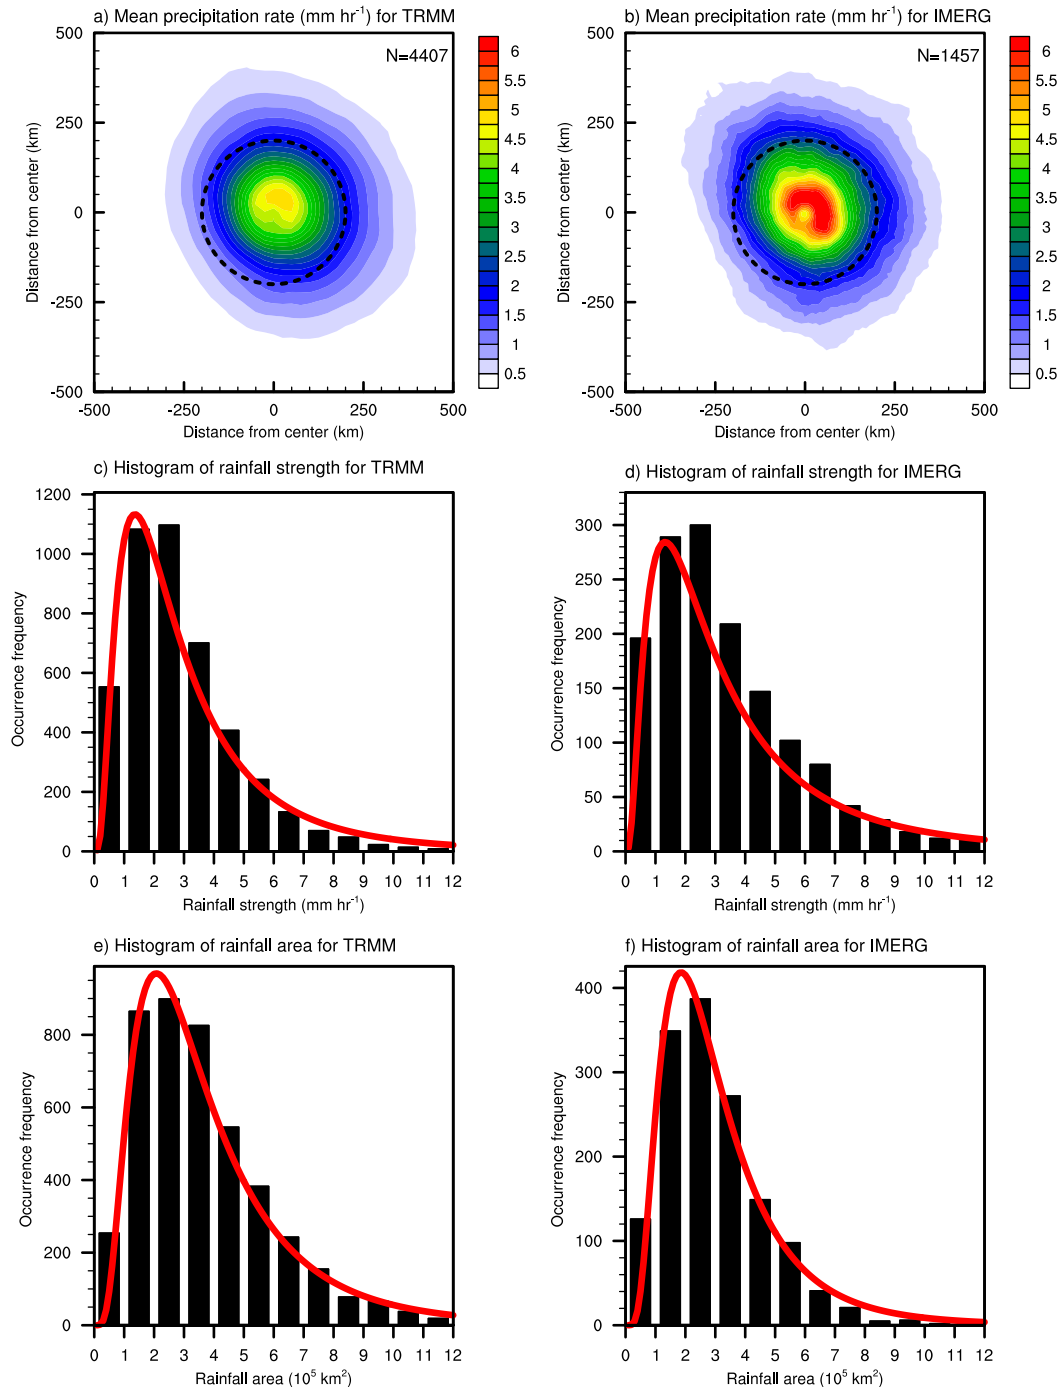 a) Mean precipitation rate (mm hr-1) for TRMM
N=4407
500
250
0
-250
-500
-500 -250 0 250 500
Distance from center (km)
Distance from center (km)
6
5.5
5
4.5
4
3.5
3
2.5
2
1.5
1
0.5
b) Mean precipitation rate (mm hr-1) for IMERG
N=1457
500
250
0
-250
-500
-500 -250 0 250 500
Distance from center (km)
Distance from center (km)
6
5.5
5
4.5
4
3.5
3
2.5
2
1.5
1
0.5
c) Histogram of rainfall strength for TRMM
1200
1000
800
600
400
200
0
Occurrence frequency
0 1 2 3 4 5 6 7 8 9 10 11 12
Rainfall strength (mm hr-1)
d) Histogram of rainfall strength for IMERG
300
250
200
150
100
50
0
Occurrence frequency
0 1 2 3 4 5 6 7 8 9 10 11 12
Rainfall strength (mm hr-1)
e) Histogram of rainfall area for TRMM
800
600
400
200
0
Occurrence frequency
0 1 2 3 4 5 6 7 8 9 10 11 12
Rainfall area (10^5 km^2)
f) Histogram of rainfall area for IMERG
400
300
200
100
0
Occurrence frequency
0 1 2 3 4 5 6 7 8 9 10 11 12
Rainfall area (10^5 km^2)